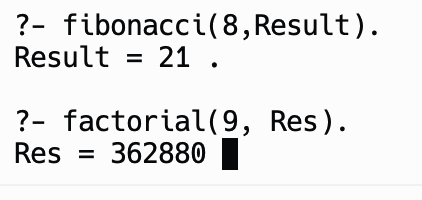 ?- fibonacci(8,Result).
Result = 21 .
?- factorial(9, Res).
Res = 362880